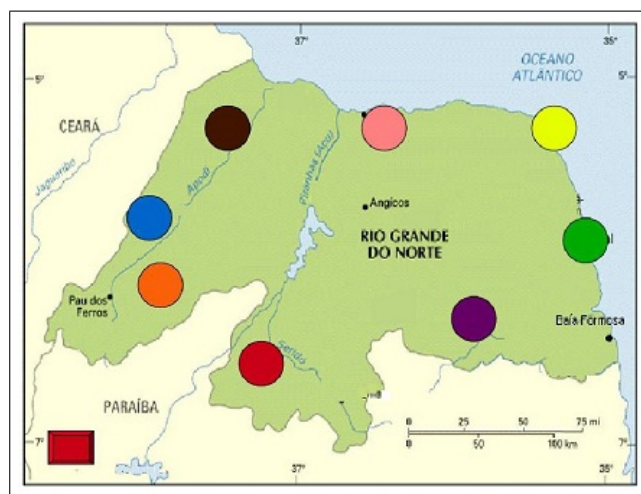 37°
35°
OCEANO
ATLÂNTICO
5°
5°
CEARÁ
Jaguaribe
Apodi
Piranhas (Açu)
Angicos
RIO GRANDE
DO NORTE
Pau dos
Ferros
Baía Formosa
Seridó
PARAÍBA
0 25 50 75 mi
0 50 100 km
7°
7°
37°
35°